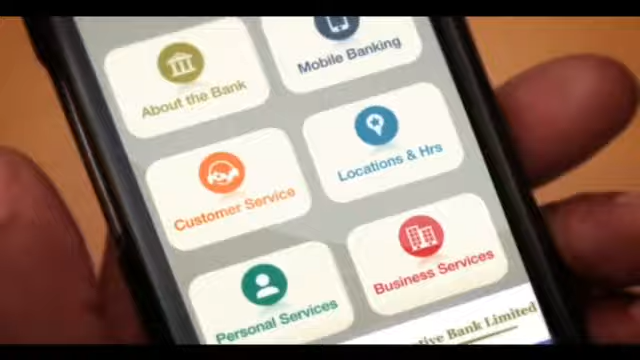 About the Bank
Mobile Banking
Customer Service
Locations & Hrs
Personal Services
Business Services
Bank Limited